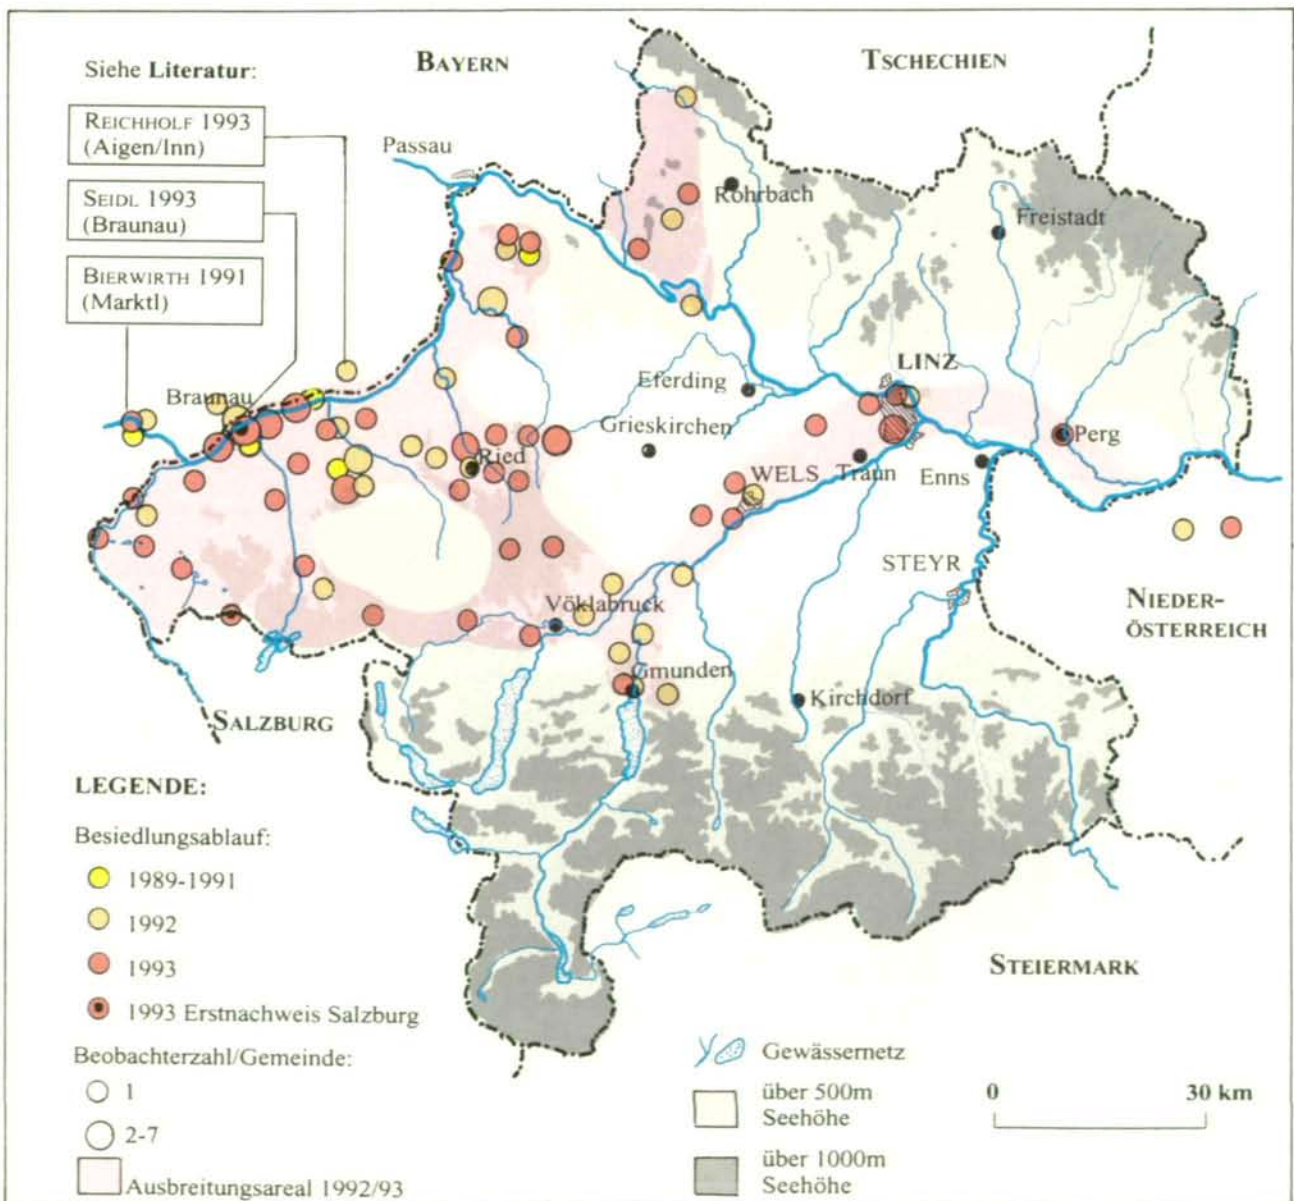 Siehe Literatur:
REICHHOLF 1993
(Aigen/Inn)
SEIDL 1993
(Braunau)
BIERWIRTH 1991
(Marktl)
BAYERN
TSCHECHIEN
Passau
Rohrbach
Freistadt
LINZ
Braunau
Eferding
Grieskirchen
Perg
Ried
WELS
Traun
Enns
STEYR
NIEDER-
ÖSTERREICH
Vöklabruck
Gmunden
Kirchdorf
SALZBURG
STEIERMARK
LEGENDE:
Besiedlungsablauf:
1989-1991
1992
1993
1993 Erstnachweis Salzburg
Beobachterzahl/Gemeinde:
1
2-7
Ausbreitungsareal 1992/93
Gewässernetz
über 500m
Seehöhe
über 1000m
Seehöhe
0 30 km